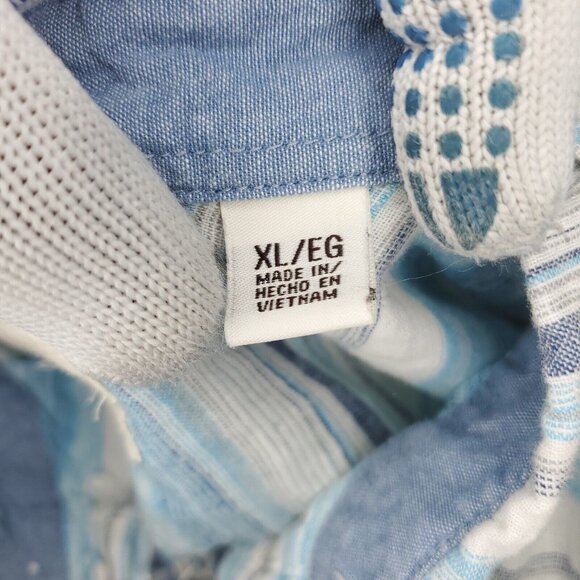 XL/EG
MADE IN/
HECHO EN
VIETNAM